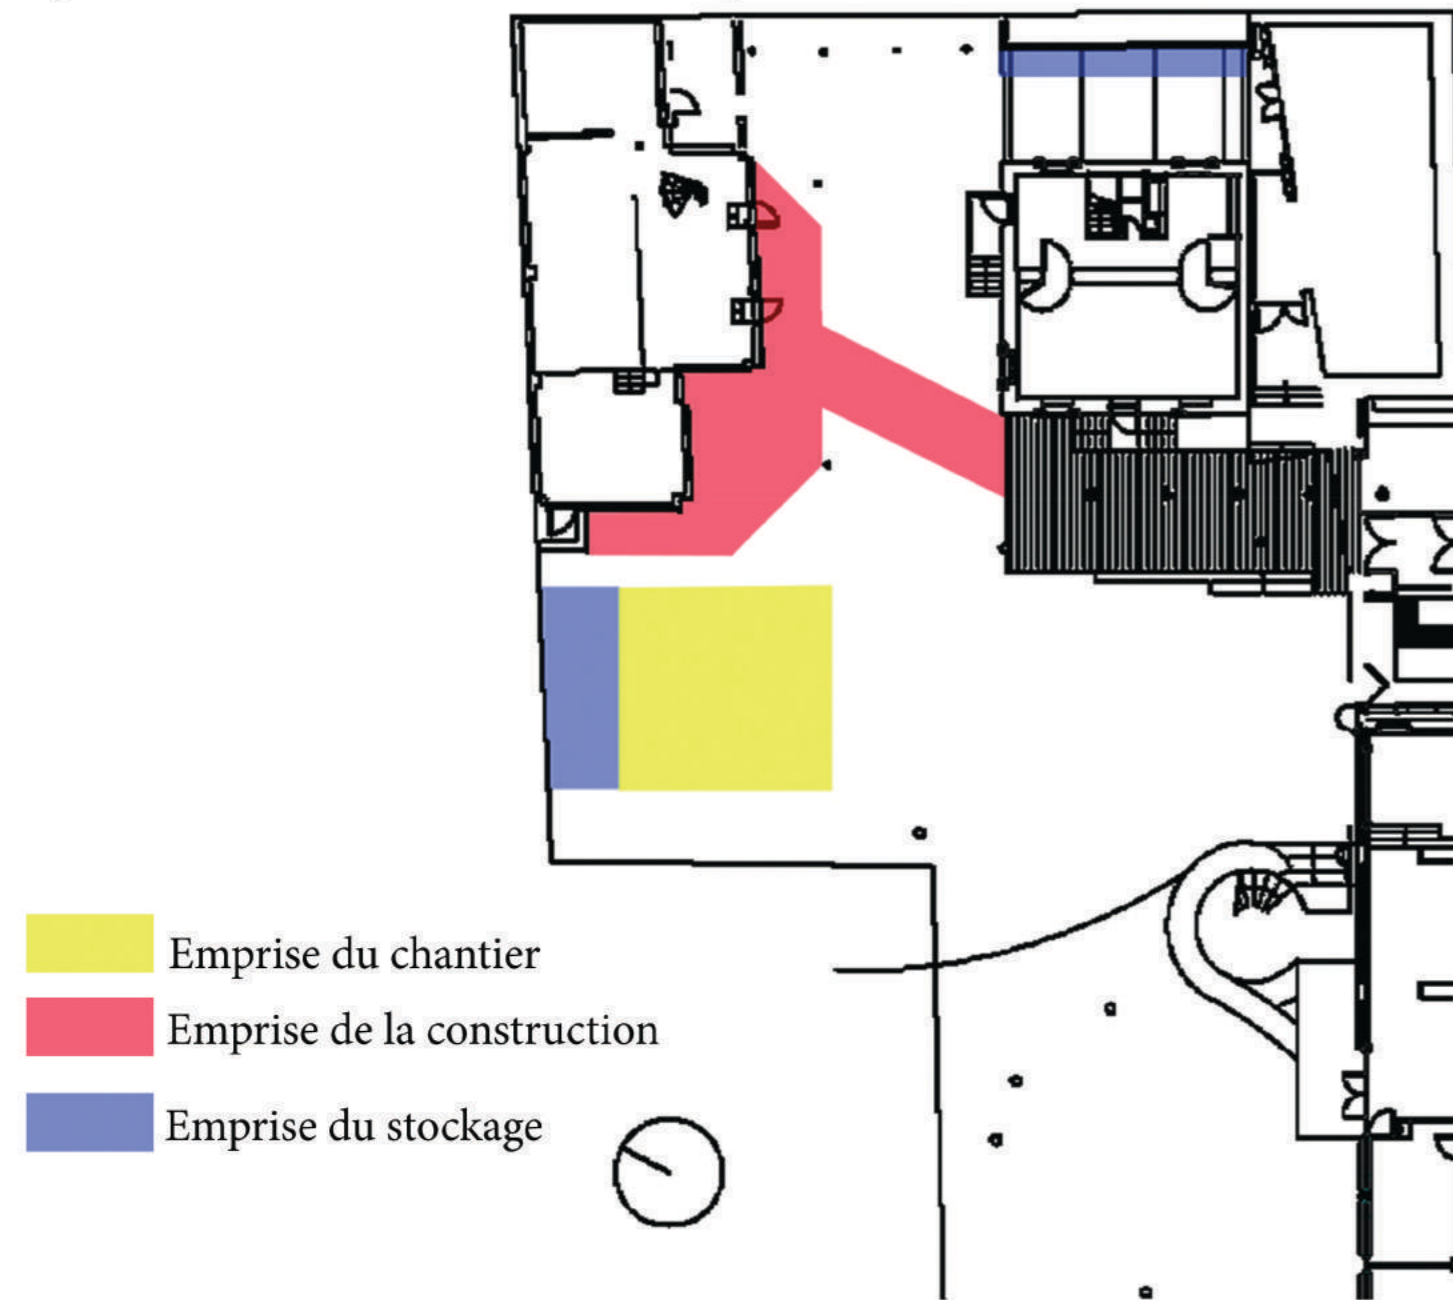 Emprise du chantier
Emprise de la construction
Emprise du stockage